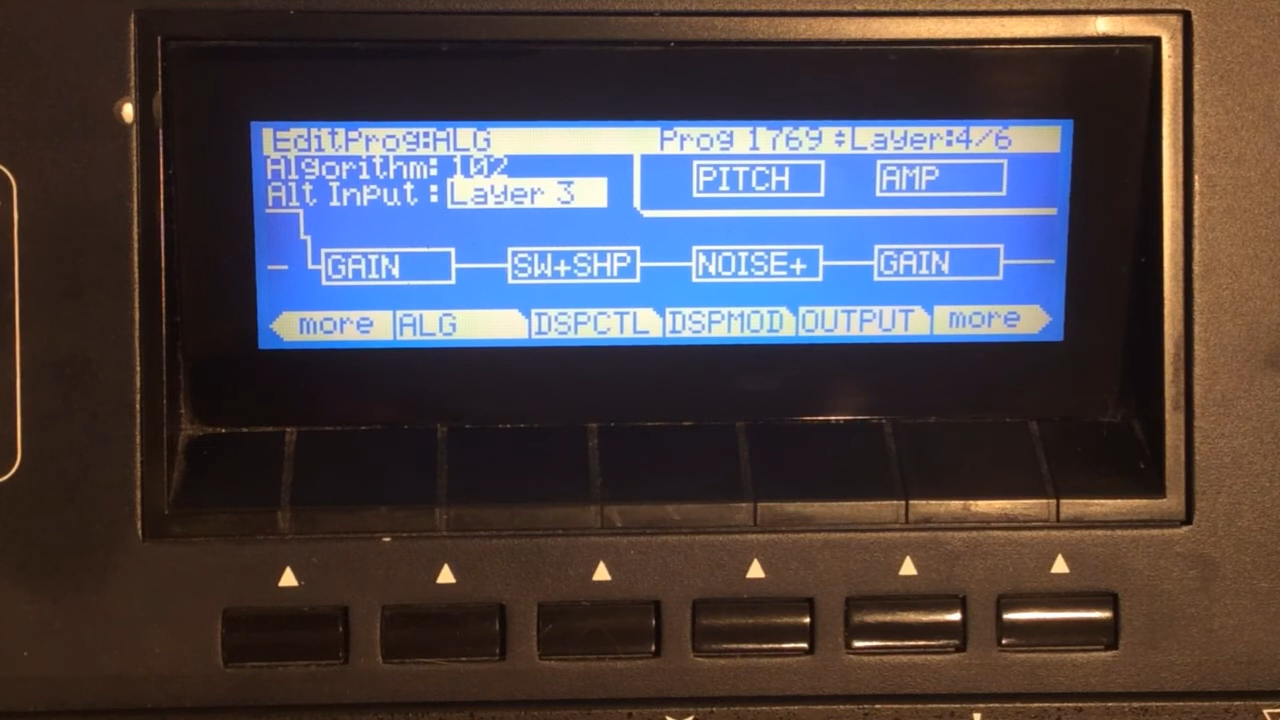 EditProg:ALG Prog 1769 Layer:4/6
Algorithm: 102
Alt Input : Layer 3
PITCH AMP
GAIN SW+SHP NOISE+ GAIN
more ALG DSPCTL DSPMOD OUTPUT more